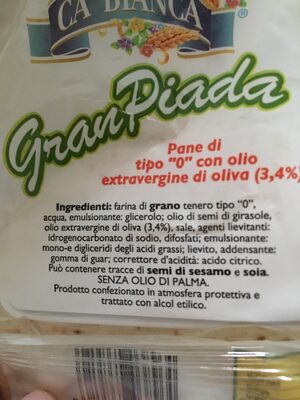 CA' BIANCA
®
GranPiada
Pane di
tipo "0" con olio
extravergine di oliva (3,4%)
Ingredienti: farina di grano tenero tipo "0",
acqua, emulsionante: glicerolo; olio di semi di girasole,
olio extravergine di oliva (3,4%), sale, agenti lievitanti:
idrogenocarbonato di sodio, difosfati; emulsionante:
mono-e digliceridi degli acidi grassi; lievito, addensante:
gomma di guar; correttore d'acidità: acido citrico.
Può contenere tracce di semi di sesamo e soia.
SENZA OLIO DI PALMA.
Prodotto confezionato in atmosfera protettiva e
trattato con alcol etilico.